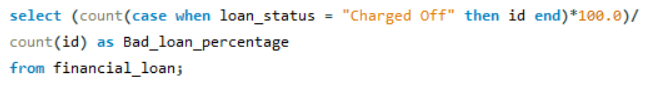 select (count(case when loan_status = "Charged Off" then id end)*100.0)/
count(id) as Bad_loan_percentage
from financial_loan;